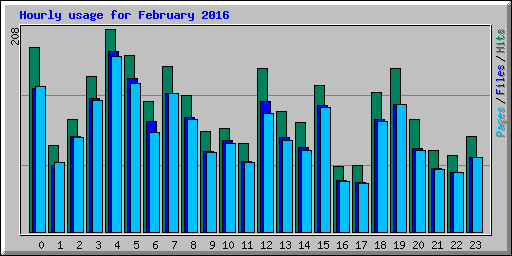 Hourly usage for February 2016
208
Pages / Files / Hits
0 1 2 3 4 5 6 7 8 9 10 11 12 13 14 15 16 17 18 19 20 21 22 23